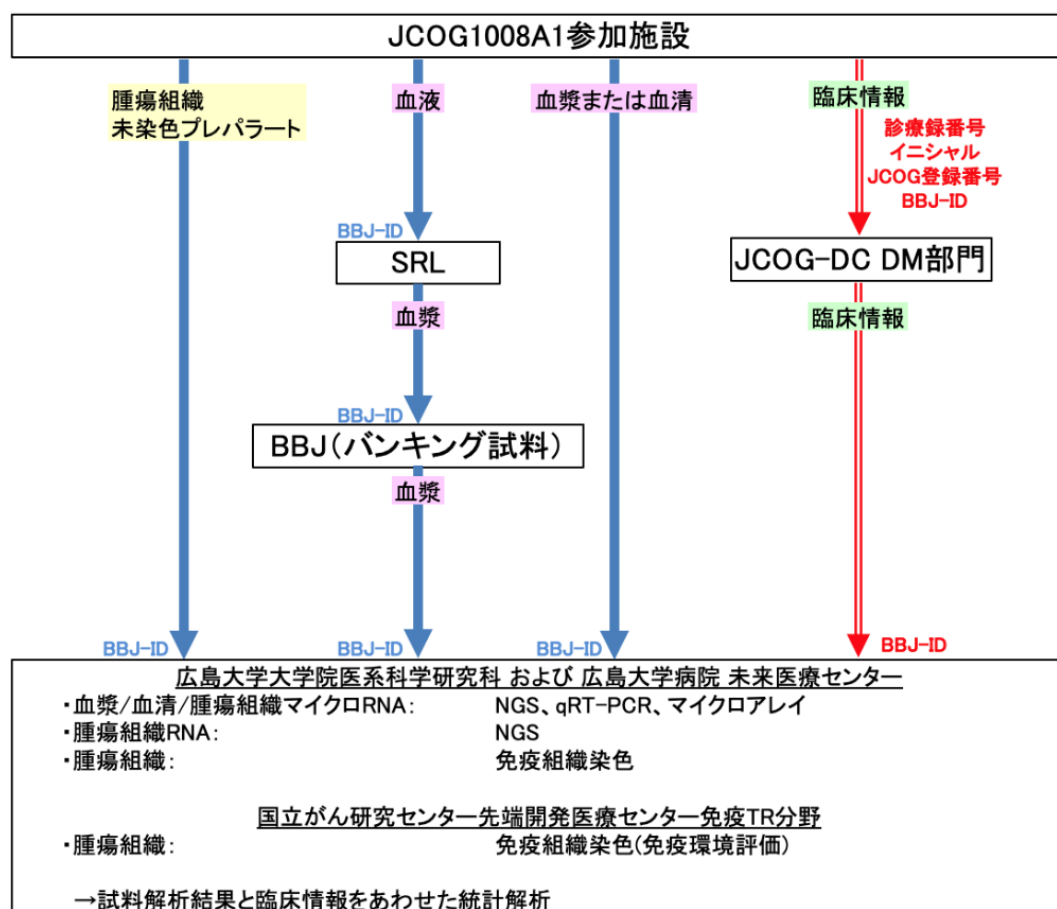 JCOG1008A1参加施設
腫瘍組織
未染色プレパラート
血液
血漿または血清
臨床情報
診療録番号
イニシャル
JCOG登録番号
BBJ-ID
BBJ-ID
SRL
JCOG-DC DM部門
血漿
臨床情報
BBJ-ID
BBJ(バンキング試料)
血漿
BBJ-ID
BBJ-ID
BBJ-ID
BBJ-ID
広島大学大学院医系科学研究科 および 広島大学病院 未来医療センター
・血漿/血清/腫瘍組織マイクロRNA: NGS、qRT-PCR、マイクロアレイ
・腫瘍組織RNA: NGS
・腫瘍組織: 免疫組織染色
国立がん研究センター先端開発医療センター免疫TR分野
・腫瘍組織: 免疫組織染色(免疫環境評価)
→試料解析結果と臨床情報をあわせた統計解析